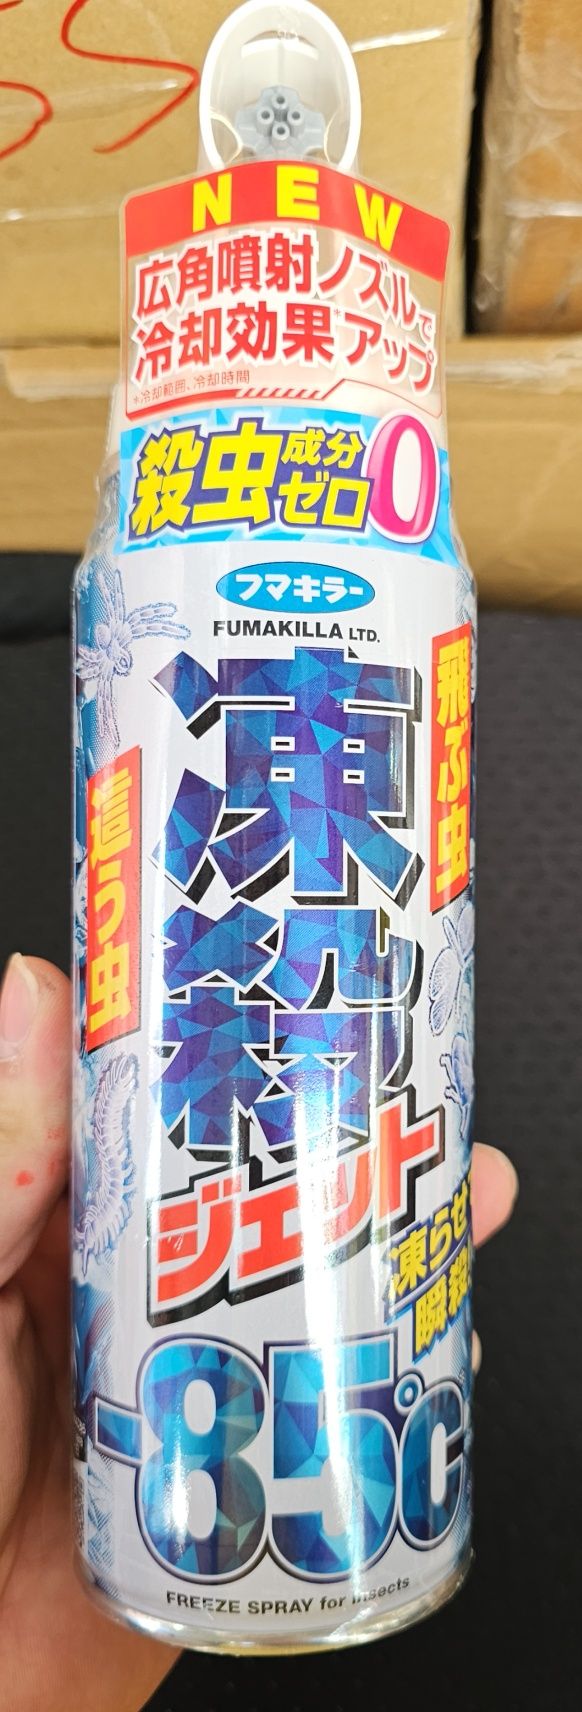 SS
NEW
広角噴射ノズルで
冷却効果*アップ
*冷却範囲、冷却時間
殺虫成分ゼロ0
フマキラー
FUMAKILLA LTD.
飛ぶ虫
這う虫
凍殺
ジェット
凍らせて
瞬殺!
-85℃
FREEZE SPRAY for insects